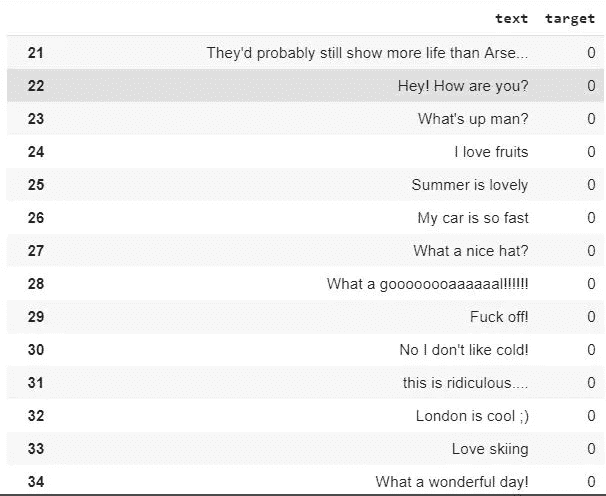 text target
21 They'd probably still show more life than Arse... 0
22 Hey! How are you? 0
23 What's up man? 0
24 I love fruits 0
25 Summer is lovely 0
26 My car is so fast 0
27 What a nice hat? 0
28 What a goooooooaaaaaal!!!!!! 0
29 Fuck off! 0
30 No I don't like cold! 0
31 this is ridiculous.... 0
32 London is cool ;) 0
33 Love skiing 0
34 What a wonderful day! 0